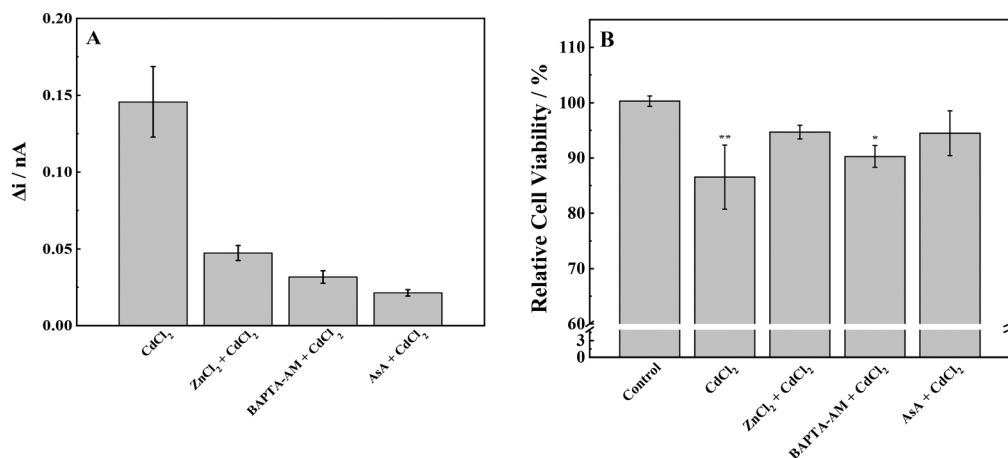 A
0.20
0.15
0.10
0.05
0.00
Δi / nA
CdCl₂
ZnCl₂ + CdCl₂
BAPTA-AM + CdCl₂
AsA + CdCl₂
B
110
100
90
80
70
60
3
0
Relative Cell Viability / %
**
*
Control
CdCl₂
ZnCl₂ + CdCl₂
BAPTA-AM + CdCl₂
AsA + CdCl₂